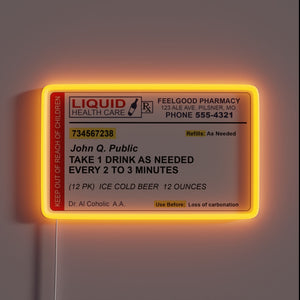 KEEP OUT OF REACH OF CHILDREN
LIQUID
HEALTH CARE
Rx
FEELGOOD PHARMACY
123 ALE AVE. PILSNER, MO
PHONE 555-4321
734567238
Refills: As Needed
John Q. Public
TAKE 1 DRINK AS NEEDED
EVERY 2 TO 3 MINUTES
(12 PK) ICE COLD BEER 12 OUNCES
Dr. Al Coholic A.A.
Use Before: Loss of carbonation